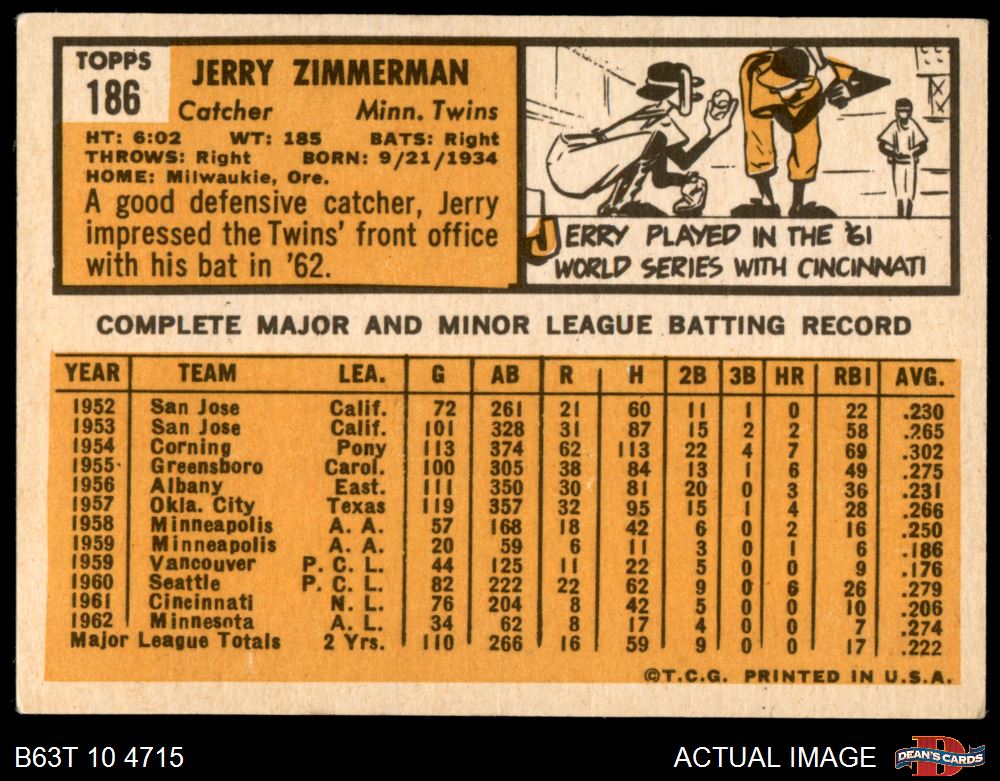 TOPPS
186
JERRY ZIMMERMAN
Catcher Minn. Twins
HT: 6:02 WT: 185 BATS: Right
THROWS: Right BORN: 9/21/1934
HOME: Milwaukie, Ore.
A good defensive catcher, Jerry
impressed the Twins' front office
with his bat in '62.
JERRY PLAYED IN THE '61
WORLD SERIES WITH CINCINNATI
COMPLETE MAJOR AND MINOR LEAGUE BATTING RECORD
YEAR TEAM LEA. G AB R H 2B 3B HR RBI AVG.
1952 San Jose Calif. 72 261 21 60 11 1 0 22 .230
1953 San Jose Calif. 101 328 31 87 15 2 2 58 .265
1954 Corning Pony 113 374 62 113 22 4 7 69 .302
1955 Greensboro Carol. 100 305 38 84 13 1 6 49 .275
1956 Albany East. 111 350 30 81 20 0 3 36 .231
1957 Okla. City Texas 119 357 32 95 15 1 4 28 .266
1958 Minneapolis A. A. 57 168 18 42 6 0 2 16 .250
1959 Minneapolis A. A. 20 59 6 11 3 0 1 6 .186
1959 Vancouver P. C. L. 44 125 11 22 5 0 0 9 .176
1960 Seattle P. C. L. 82 222 22 62 9 0 6 26 .279
1961 Cincinnati N. L. 76 204 8 42 5 0 0 10 .206
1962 Minnesota A. L. 34 62 8 17 4 0 0 7 .274
Major League Totals 2 Yrs. 110 266 16 59 9 0 0 17 .222
©T.C.G. PRINTED IN U.S.A.
B63T 10 4715 ACTUAL IMAGE DEAN'S CARDS